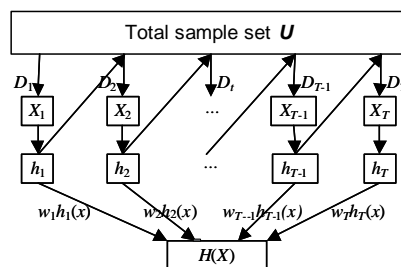 Total sample set U
D1 D2 Dt DT-1 D
X1 X2 ... XT-1 XT
h1 h2 ... hT-1 hT
w1h1(x) w2h2(x) wT--1hT-1(x) wThT(x)
H(X)